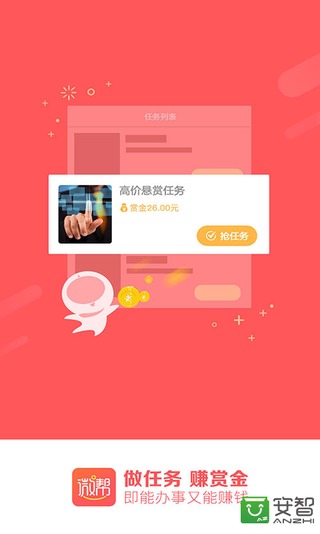 任务列表
高价悬赏任务
赏金26.00元
抢任务
微帮
做任务 赚赏金
即能办事又能赚钱
安智
ANZHI